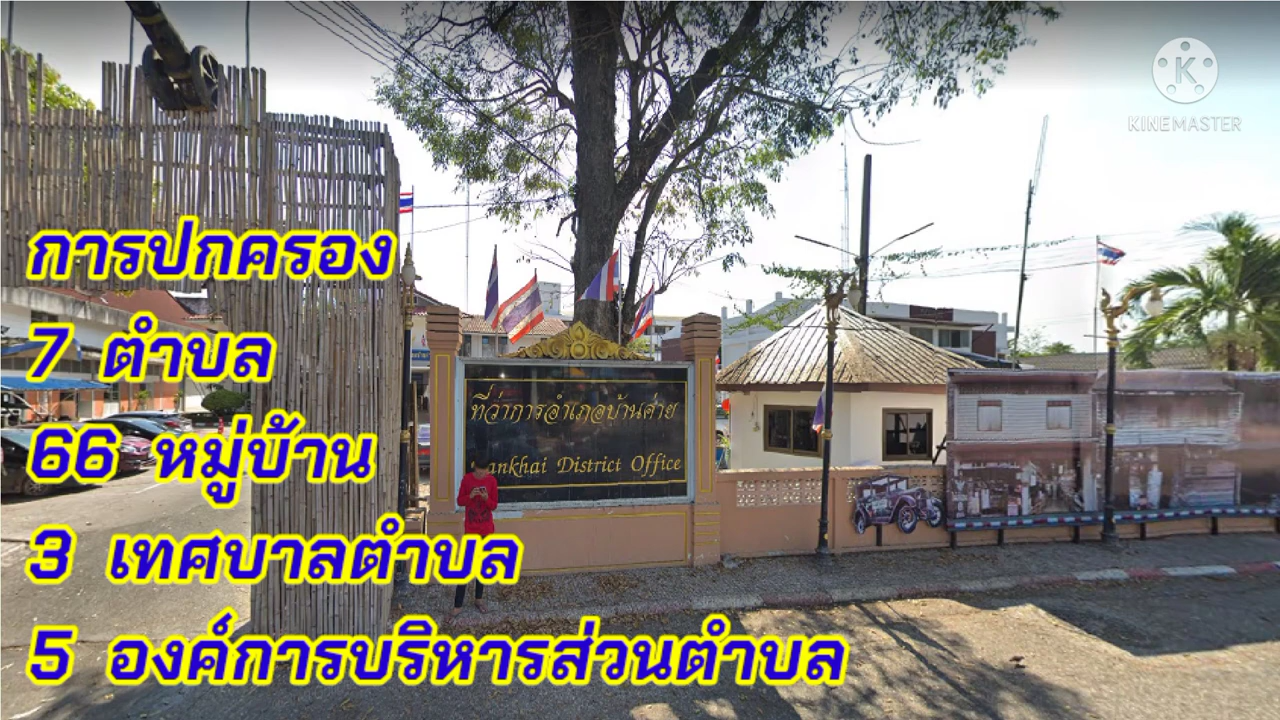 KINEMASTER
การปกครอง
7 ตำบล
66 หมู่บ้าน
3 เทศบาลตำบล
5 องค์การบริหารส่วนตำบล
ที่ว่าการอำเภอบ้านค่าย
ankhai District Office